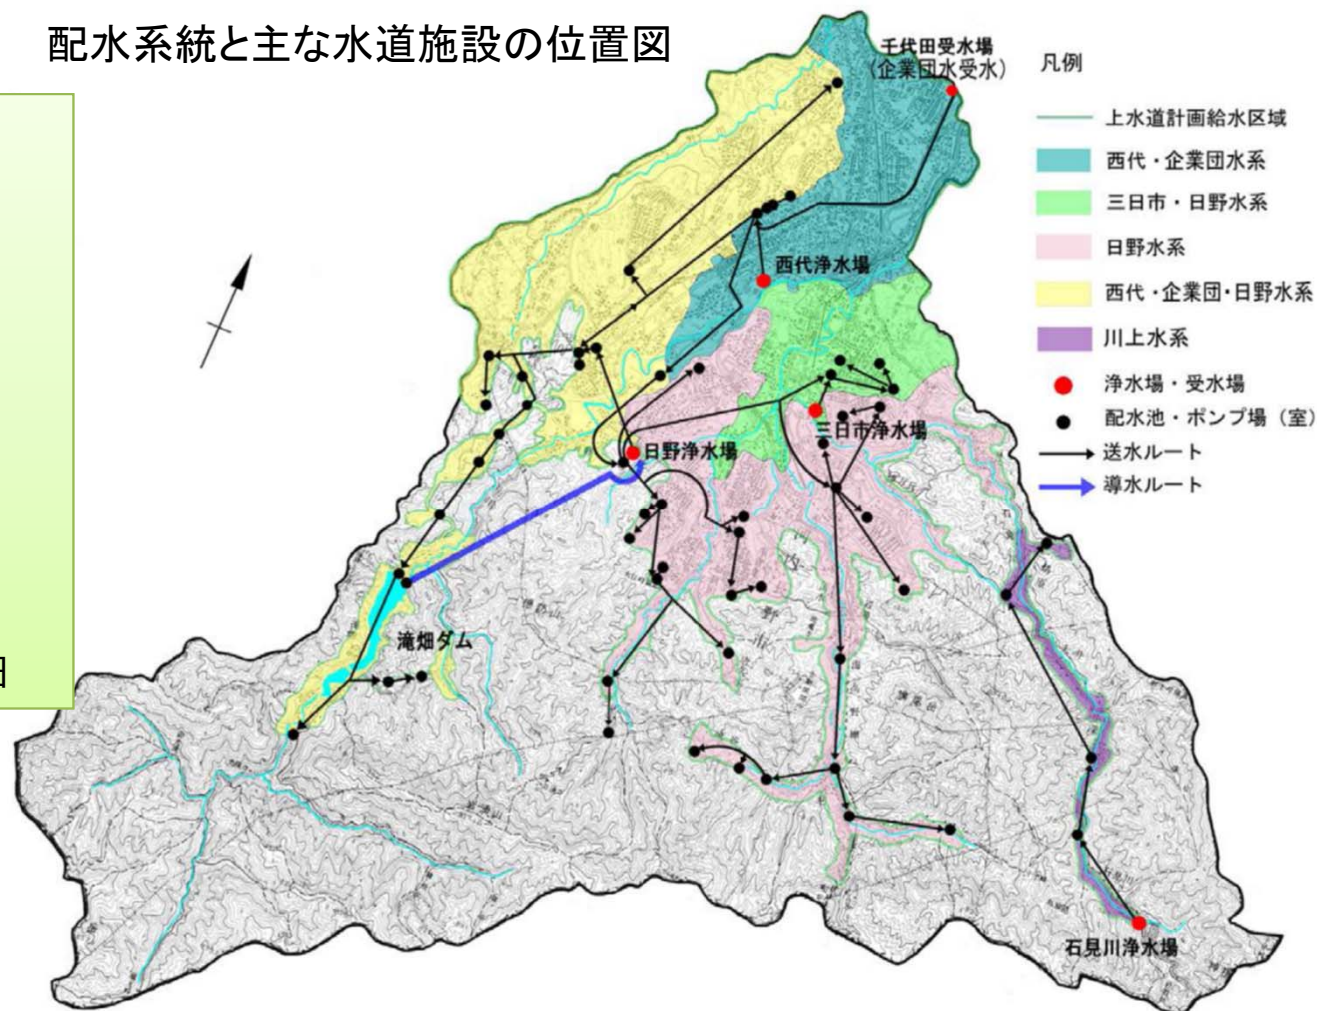 配水系統と主な水道施設の位置図
千代田受水場
(企業団水受水)
凡例
上水道計画給水区域
西代・企業団水系
三日市・日野水系
日野水系
西代・企業団・日野水系
川上水系
浄水場・受水場
配水池・ポンプ場(室)
送水ルート
導水ルート
西代浄水場
三日市浄水場
日野浄水場
滝畑ダム
石見川浄水場